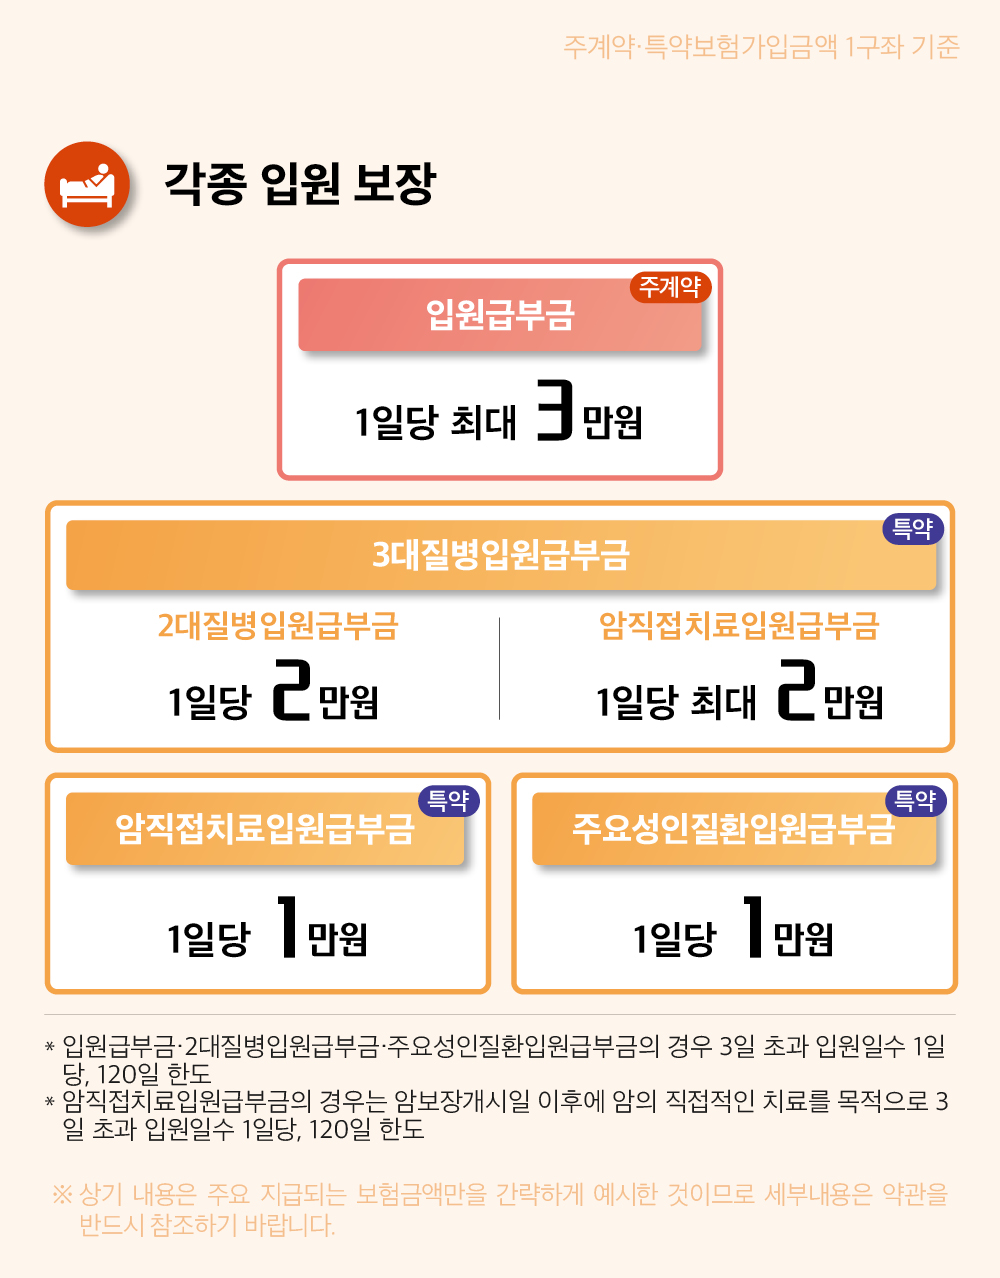 주계약·특약보험가입금액 1구좌 기준
각종 입원 보장
주계약
입원급부금
1일당 최대 3만원
특약
3대질병입원급부금
2대질병입원급부금
1일당 2만원
암직접치료입원급부금
1일당 최대 2만원
특약
암직접치료입원급부금
1일당 1만원
특약
주요성인질환입원급부금
1일당 1만원
* 입원급부금·2대질병입원급부금·주요성인질환입원급부금의 경우 3일 초과 입원일수 1일
당, 120일 한도
* 암직접치료입원급부금의 경우는 암보장개시일 이후에 암의 직접적인 치료를 목적으로 3
일 초과 입원일수 1일당, 120일 한도
※ 상기 내용은 주요 지급되는 보험금액만을 간략하게 예시한 것이므로 세부내용은 약관을
반드시 참조하기 바랍니다.